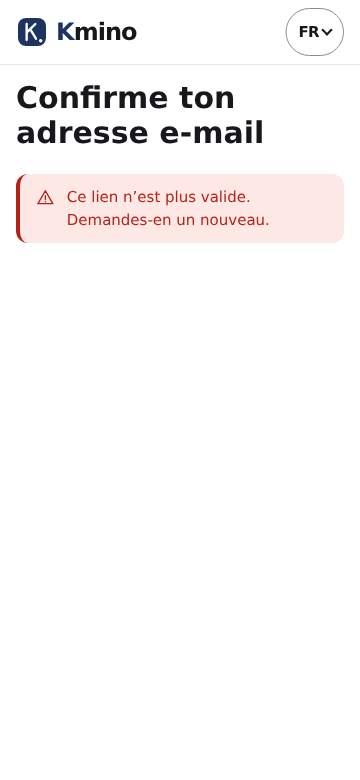 K. Kmino
FR
Confirme ton
adresse e-mail
Ce lien n’est plus valide.
Demandes-en un nouveau.